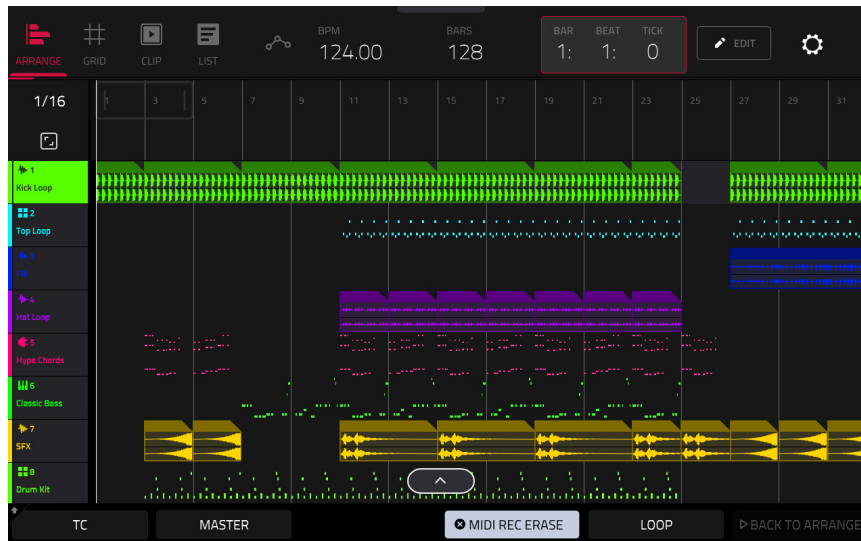 BPM
BARS
BAR BEAT TICK
ARRANGE GRID CLIP LIST
124.00
128
1: 1: 0
EDIT
1/16
1 3 5 7 9 11 13 15 17 19 21 23 25 27 29 31
1
Kick Loop
2
Top Loop
3
Fill
4
Hat Loop
5
Hype Chords
6
Classic Bass
7
SFX
8
Drum Kit
TC MASTER MIDI REC ERASE LOOP BACK TO ARRANGE